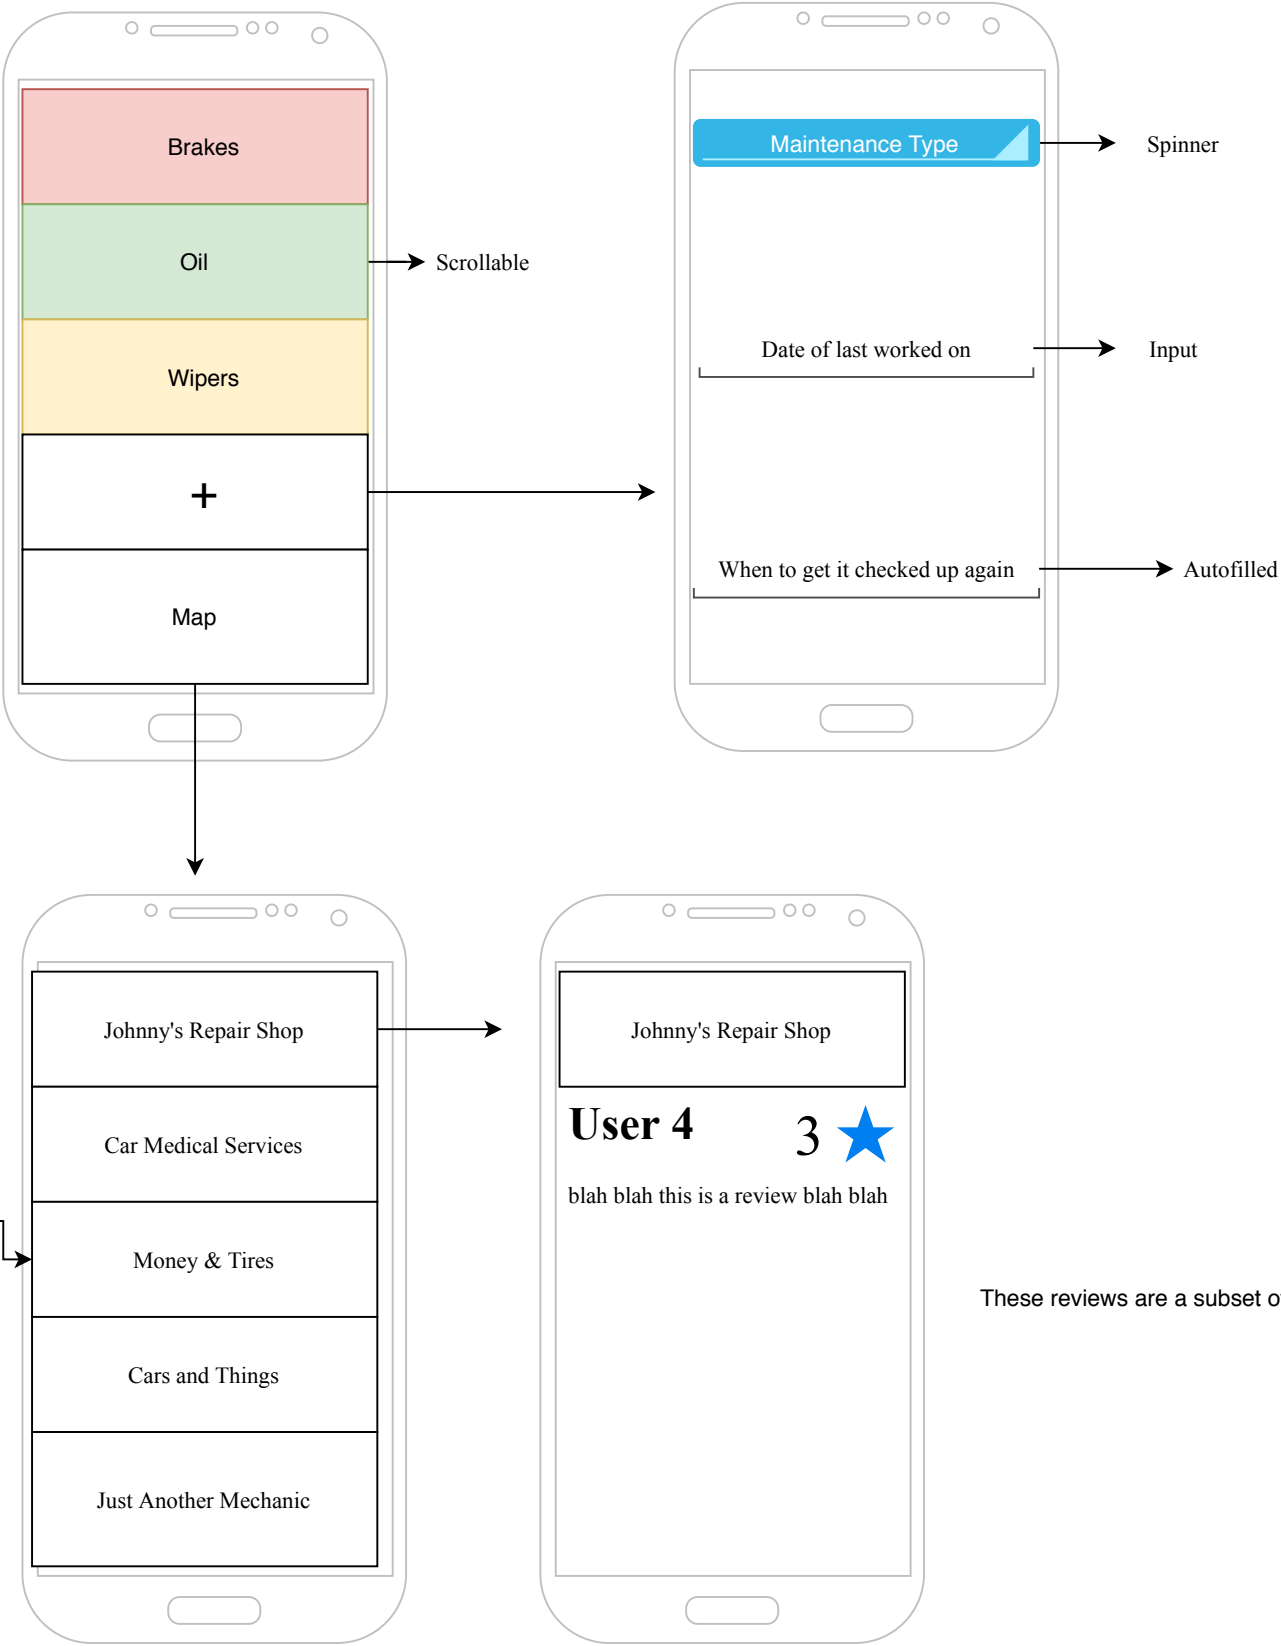 Brakes
Oil
Scrollable
Wipers
+
Map
Maintenance Type
Spinner
Date of last worked on
Input
When to get it checked up again
Autofilled
Johnny's Repair Shop
Car Medical Services
Money & Tires
Cars and Things
Just Another Mechanic
Johnny's Repair Shop
User 4
3
blah blah this is a review blah blah
These reviews are a subset